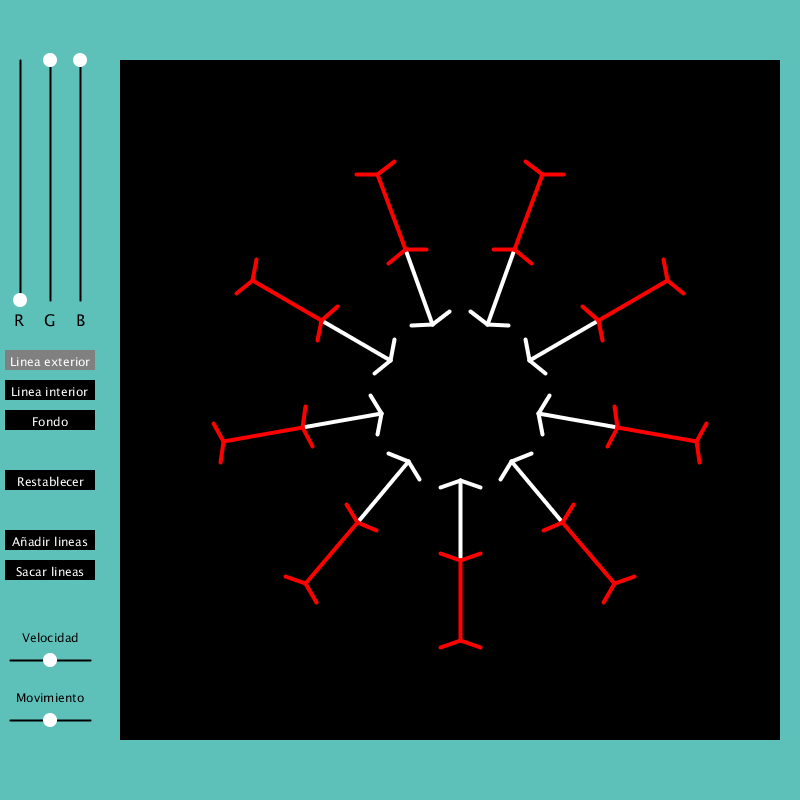 R G B
Linea exterior
Linea interior
Fondo
Restablecer
Añadir lineas
Sacar lineas
Velocidad
Movimiento